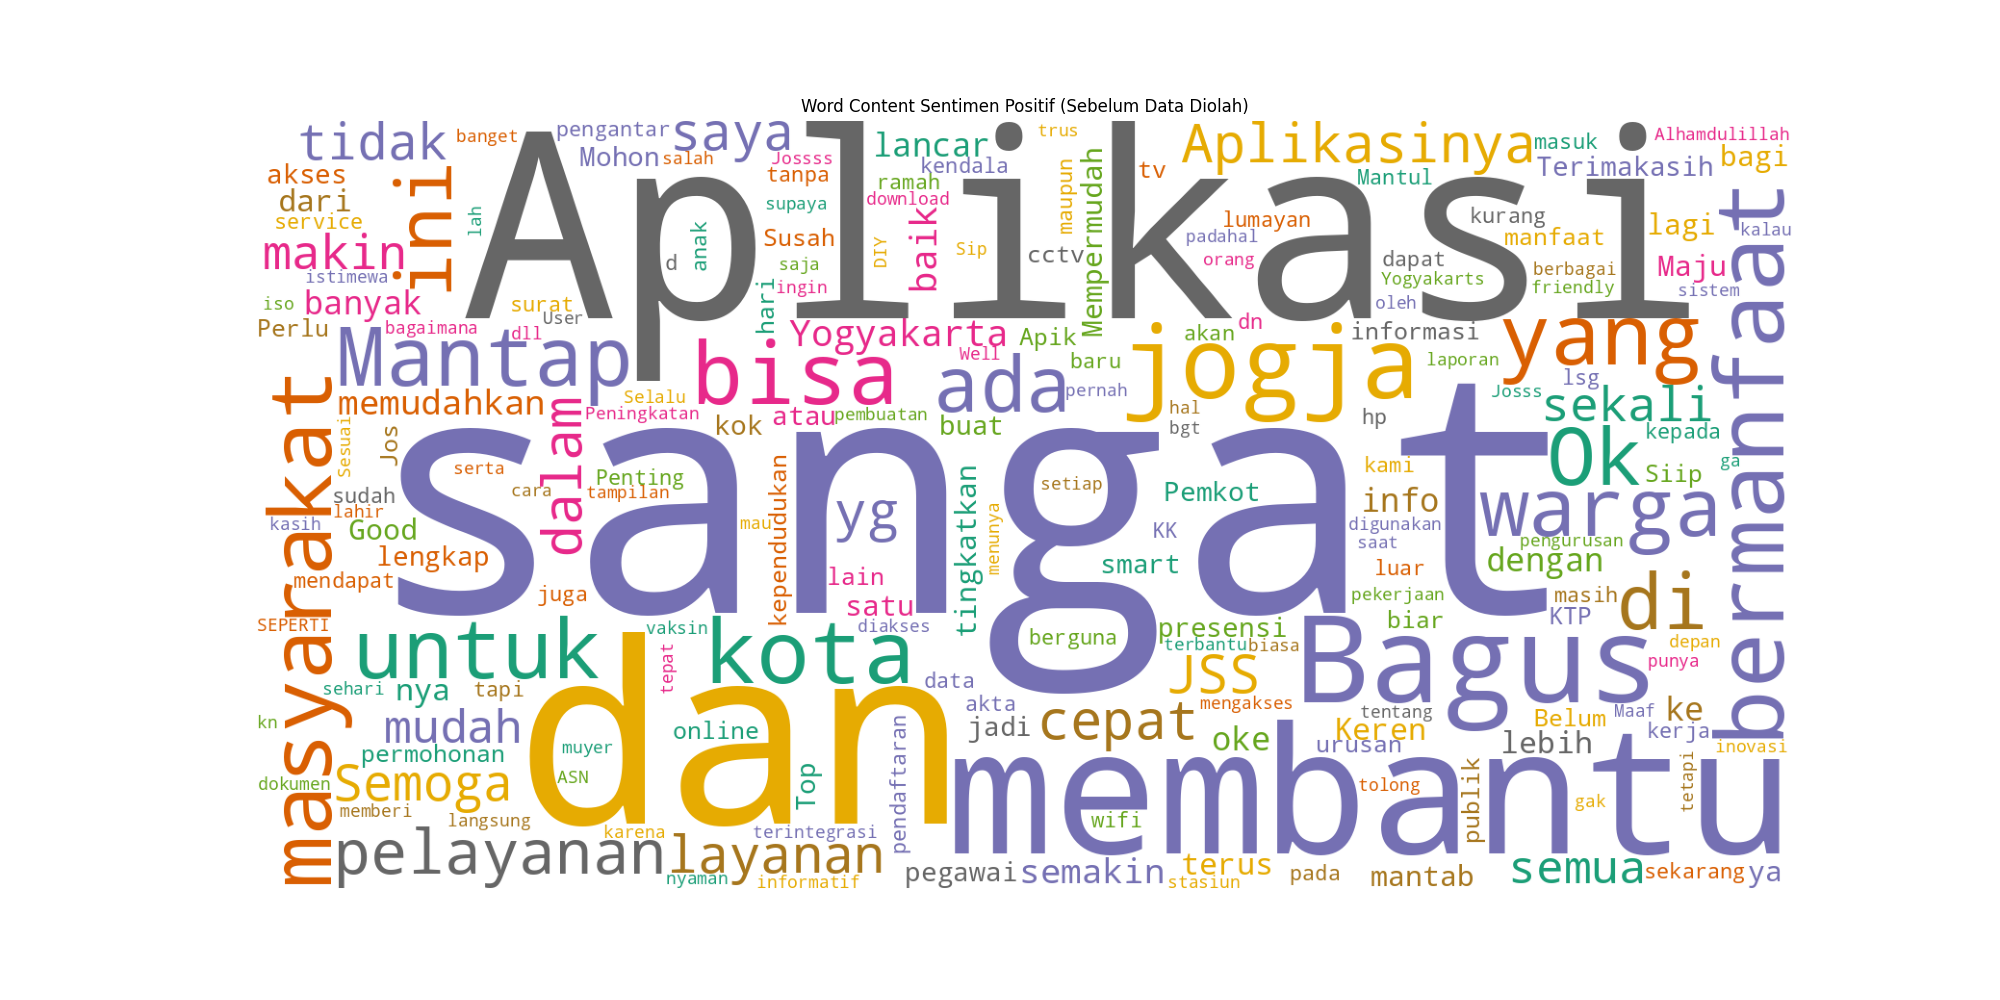 Word Content Sentimen Positif (Sebelum Data Diolah)
Aplikasi
sangat
dan
membantu
Bagus
bermanfaat
masyarakat
jogja
untuk
kota
bisa
Mantap
yang
ini
ada
Ok
warga
di
saya
tidak
Aplikasinya
makin
banyak
memudahkan
dalam
yg
Yogyakarta
sekali
dengan
info
JSS
cepat
mudah
Semoga
pelayanan
layanan
semakin
semua
terus
mantab
pegawai
pada
sekarang
ya
banget
pengantar
Mohon
salah
Jossss
tanpa
lancar
kendala
ramah
download
trus
maupun
Mempermudah
tv
masuk
Alhamdulillah
Terimakasih
bagi
Mantul
akses
dari
service
lah
anak
d
supaya
Susah
saja
ingin
DIY
baik
Sip
cctv
lumayan
padahal
orang
kurang
manfaat
lagi
kalau
dapat
Yogyakarts
berbagai
friendly
Maju
sistem
oleh
istimewa
iso
Perlu
bagaimana
surat
User
dll
hari
Apik
Well
baru
akan
dn
informasi
laporan
pernah
lsg
Josss
Selalu
Peningkatan
kok
atau
pembuatan
buat
hal
bgt
hp
kepada
Siip
ga
Sesuai
Jos
serta
cara
Penting
tampilan
sudah
lahir
kasih
Good
lengkap
mendapat
juga
mau
kependudukan
lain
satu
diakses
tingkatkan
menunya
setiap
Pemkot
KK
smart
kami
digunakan
saat
pengurusan
luar
pekerjaan
masih
KTP
biar
berguna
presensi
terbantu
biasa
depan
punya
SEPERTI
vaksin
tepat
sehari
nya
tapi
data
akta
jadi
mengakses
tentang
Keren
Belum
Maaf
ke
kerja
inovasi
kn
permohonan
muyer
online
ASN
Top
oke
urusan
lebih
dokumen
memberi
langsung
karena
terintegrasi
pendaftaran
wifi
tolong
publik
gak
tetapi
nyaman
informatif
stasiun